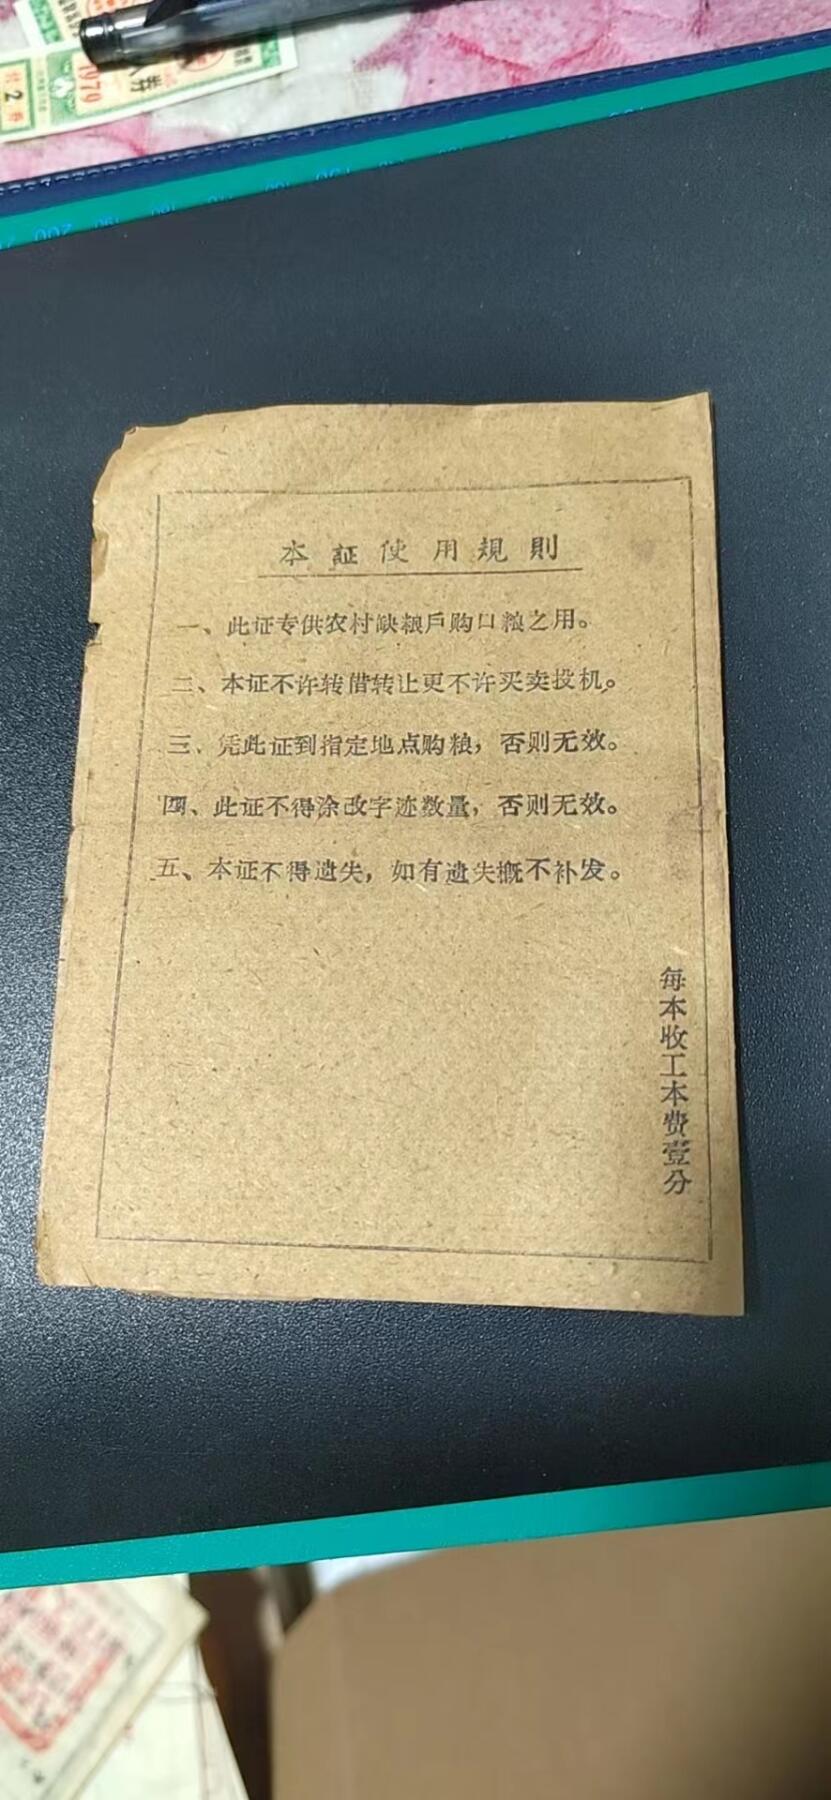 本証使用規則
一、此证专供农村缺粮戶购口粮之用。
二、本证不许转借转让更不许买卖投机。
三、凭此证到指定地点购粮，否则无效。
四、此证不得涂改字迹数量，否则无效。
五、本证不得遗失，如有遗失概不补发。
每本收工本费壹分
1979
2
200